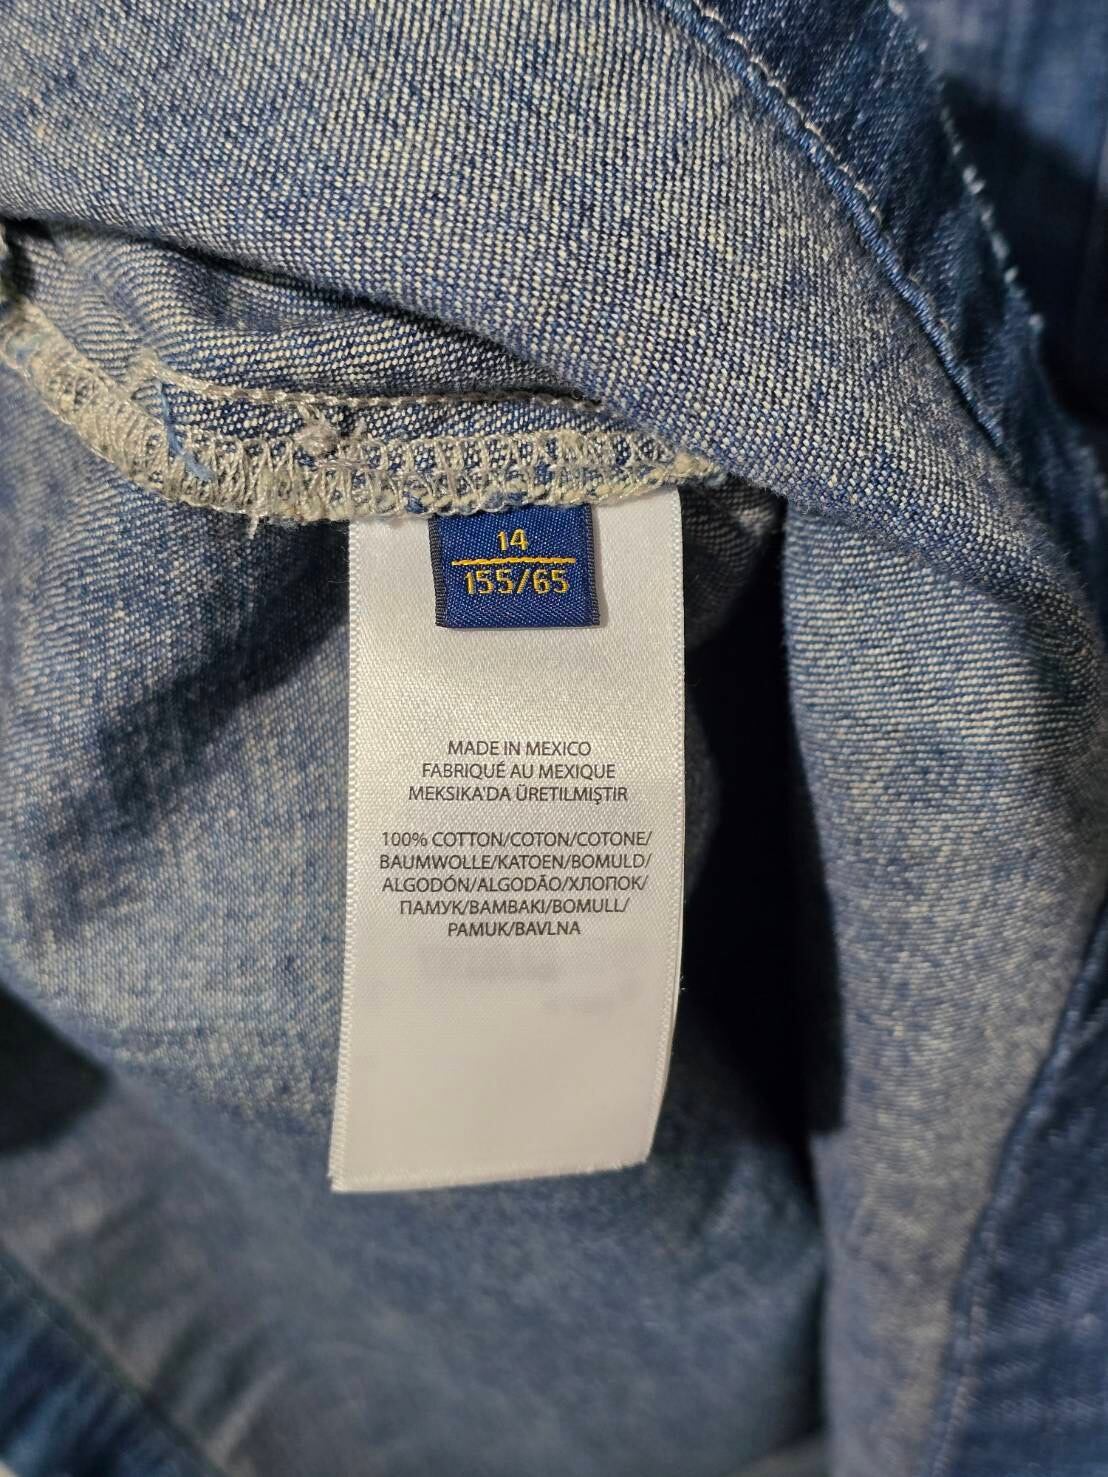 14
155/65
MADE IN MEXICO
FABRIQUÉ AU MEXIQUE
MEKSIKA'DA ÜRETILMIŞTIR
100% COTTON/COTON/COTONE/
BAUMWOLLE/KATOEN/BOMULD/
ALGODÓN/ALGODÃO/ХЛОПОК/
ПАМУК/BAMBAKI/BOMULL/
PAMUK/BAVLNA